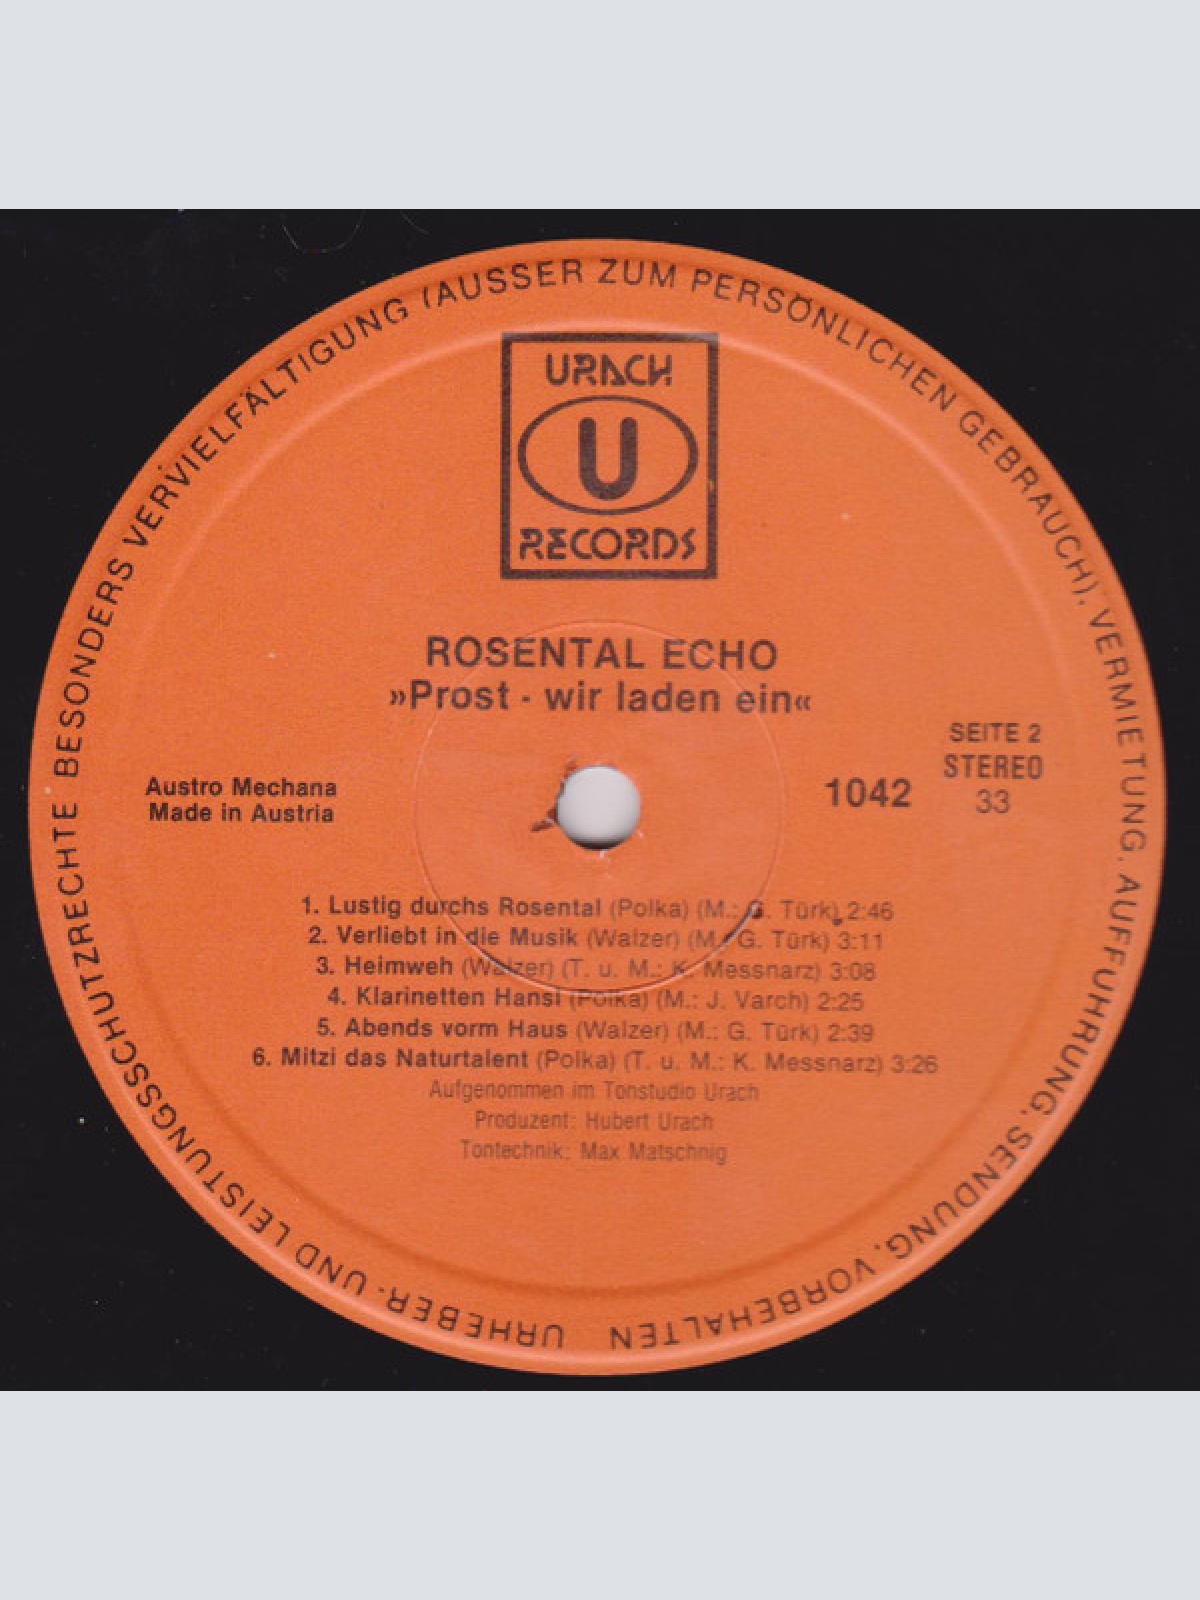 URHEBER- UND LEISTUNGSSCHUTZRECHTE BESONDERS VERVIELFÄLTIGUNG (AUSSER ZUM PERSÖNLICHEN GEBRAUCH), VERMIETUNG, AUFFÜHRUNG, SENDUNG, VORBEHALTEN
URACH
U
RECORDS
ROSENTAL ECHO
»Prost - wir laden ein«
SEITE 2
STEREO
33
1042
Austro Mechana
Made in Austria
1. Lustig durchs Rosental (Polka) (M.: G. Türk) 2:46
2. Verliebt in die Musik (Walzer) (M.: G. Türk) 3:11
3. Heimweh (Walzer) (T. u. M.: K. Messnarz) 3:08
4. Klarinetten Hansl (Polka) (M.: J. Varch) 2:25
5. Abends vorm Haus (Walzer) (M.: G. Türk) 2:39
6. Mitzi das Naturtalent (Polka) (T. u. M.: K. Messnarz) 3:26
Aufgenommen im Tonstudio Urach
Produzent: Hubert Urach
Tontechnik: Max Matschnig